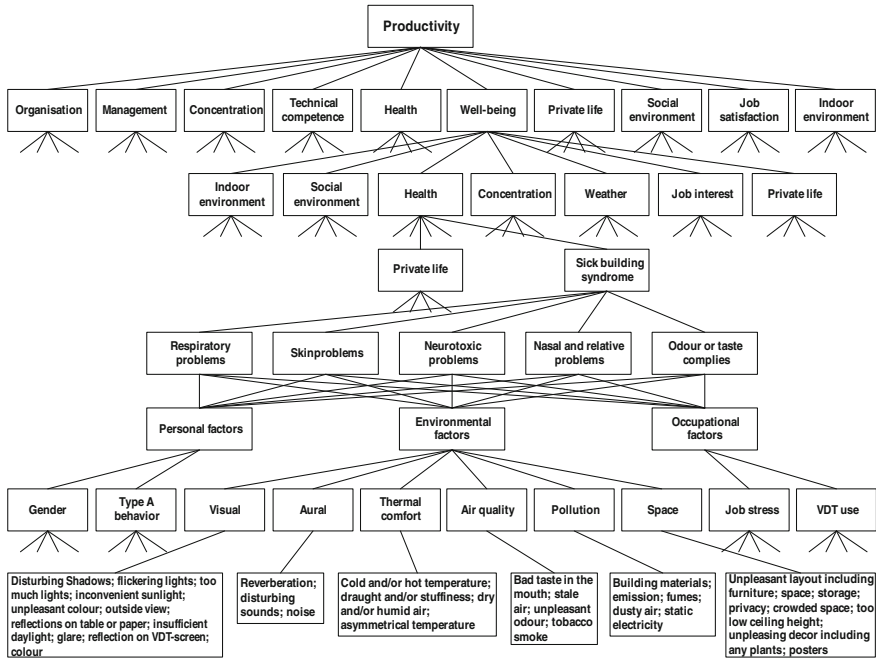 Productivity
Organisation
Management
Concentration
Technical
competence
Health
Well-being
Private life
Social
environment
Job
satisfaction
Indoor
environment
Indoor
environment
Social
environment
Health
Concentration
Weather
Job interest
Private life
Private life
Sick building
syndrome
Respiratory
problems
Skinproblems
Neurotoxic
problems
Nasal and relative
problems
Odour or taste
complies
Personal factors
Environmental
factors
Occupational
factors
Gender
Type A
behavior
Visual
Aural
Thermal
comfort
Air quality
Pollution
Space
Job stress
VDT use
Disturbing Shadows; flickering lights; too
much lights; inconvenient sunlight;
unpleasant colour; outside view;
reflections on table or paper; insufficient
daylight; glare; reflection on VDT-screen;
colour
Reverberation;
disturbing
sounds; noise
Cold and/or hot temperature;
draught and/or stuffiness; dry
and/or humid air;
asymmetrical temperature
Bad taste in the
mouth; stale
air; unpleasant
odour; tobacco
smoke
Building materials;
emission; fumes;
dusty air; static
electricity
Unpleasant layout including
furniture; space; storage;
privacy; crowded space; too
low ceiling height;
unpleasing decor including
any plants; posters